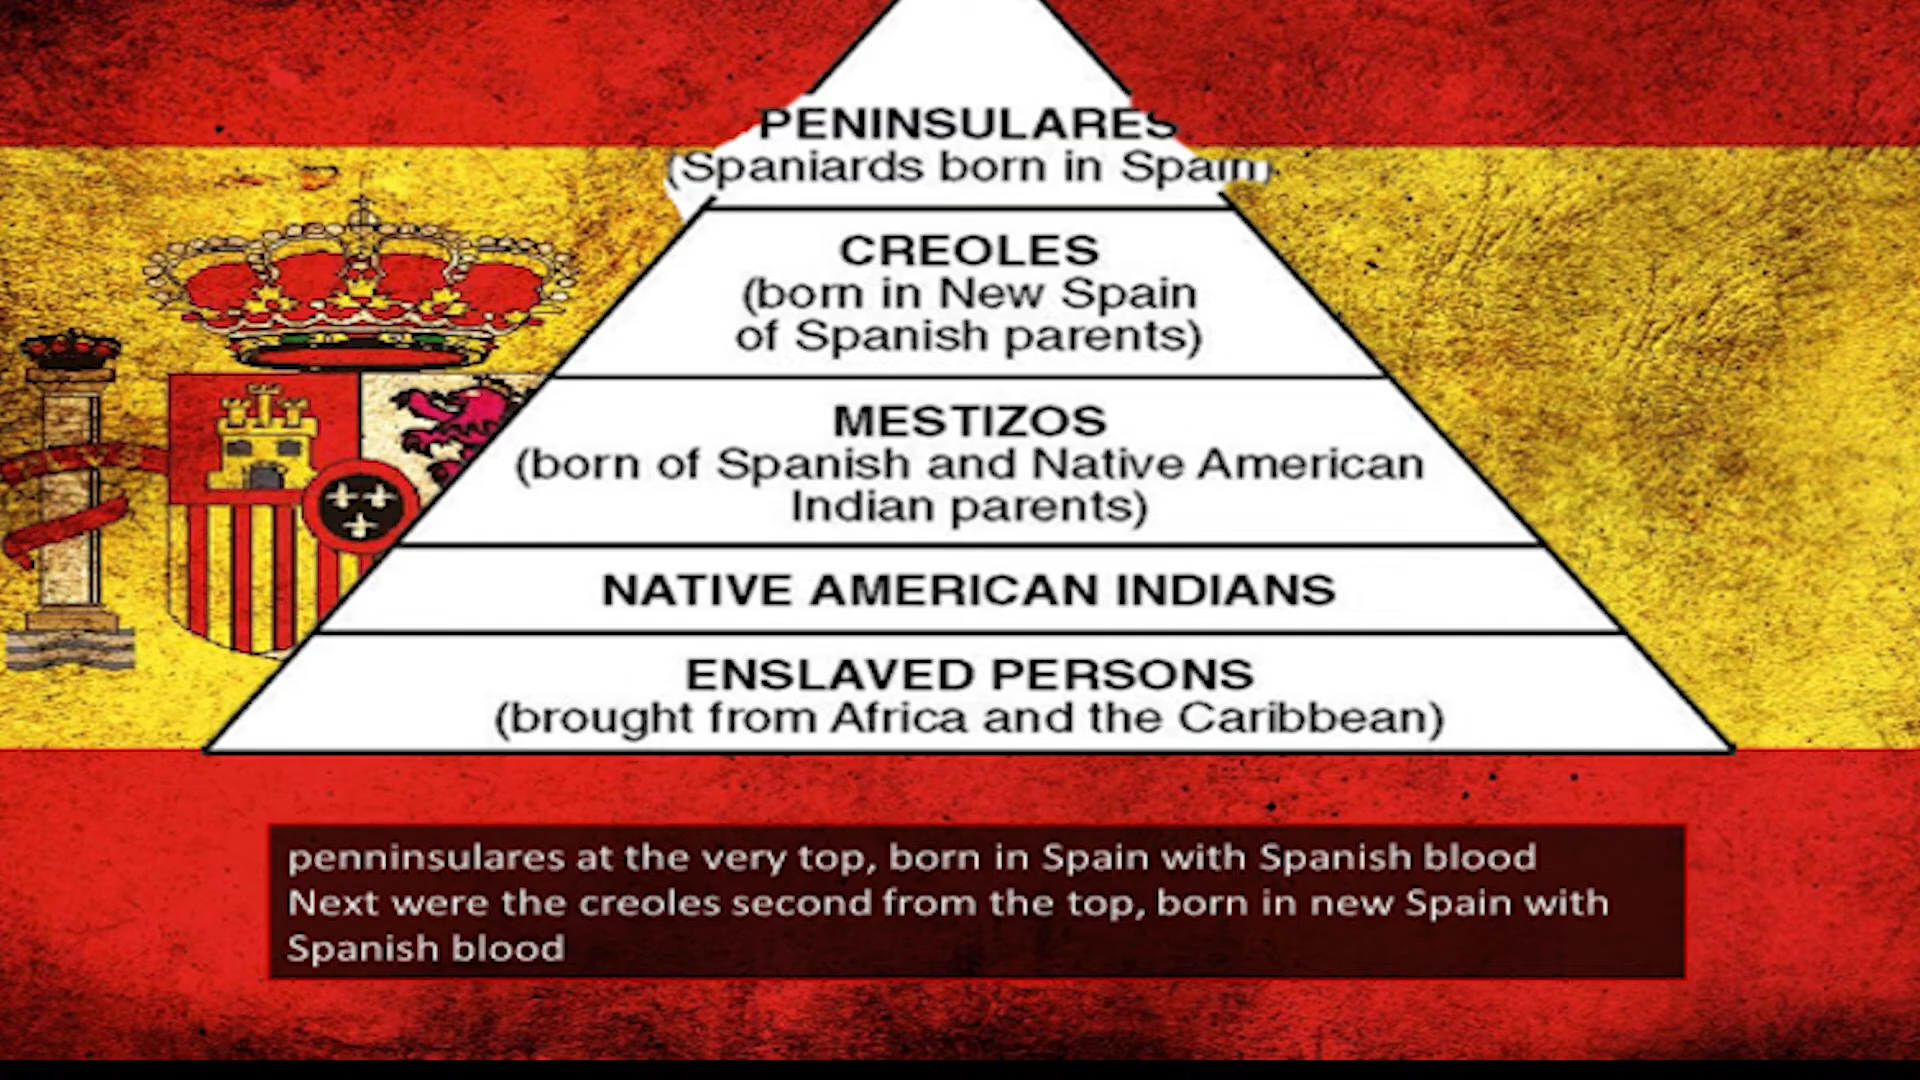 PENINSULARES
(Spaniards born in Spain)
CREOLES
(born in New Spain
of Spanish parents)
MESTIZOS
(born of Spanish and Native American
Indian parents)
NATIVE AMERICAN INDIANS
ENSLAVED PERSONS
(brought from Africa and the Caribbean)
penninsulares at the very top, born in Spain with Spanish blood
Next were the creoles second from the top, born in new Spain with
Spanish blood